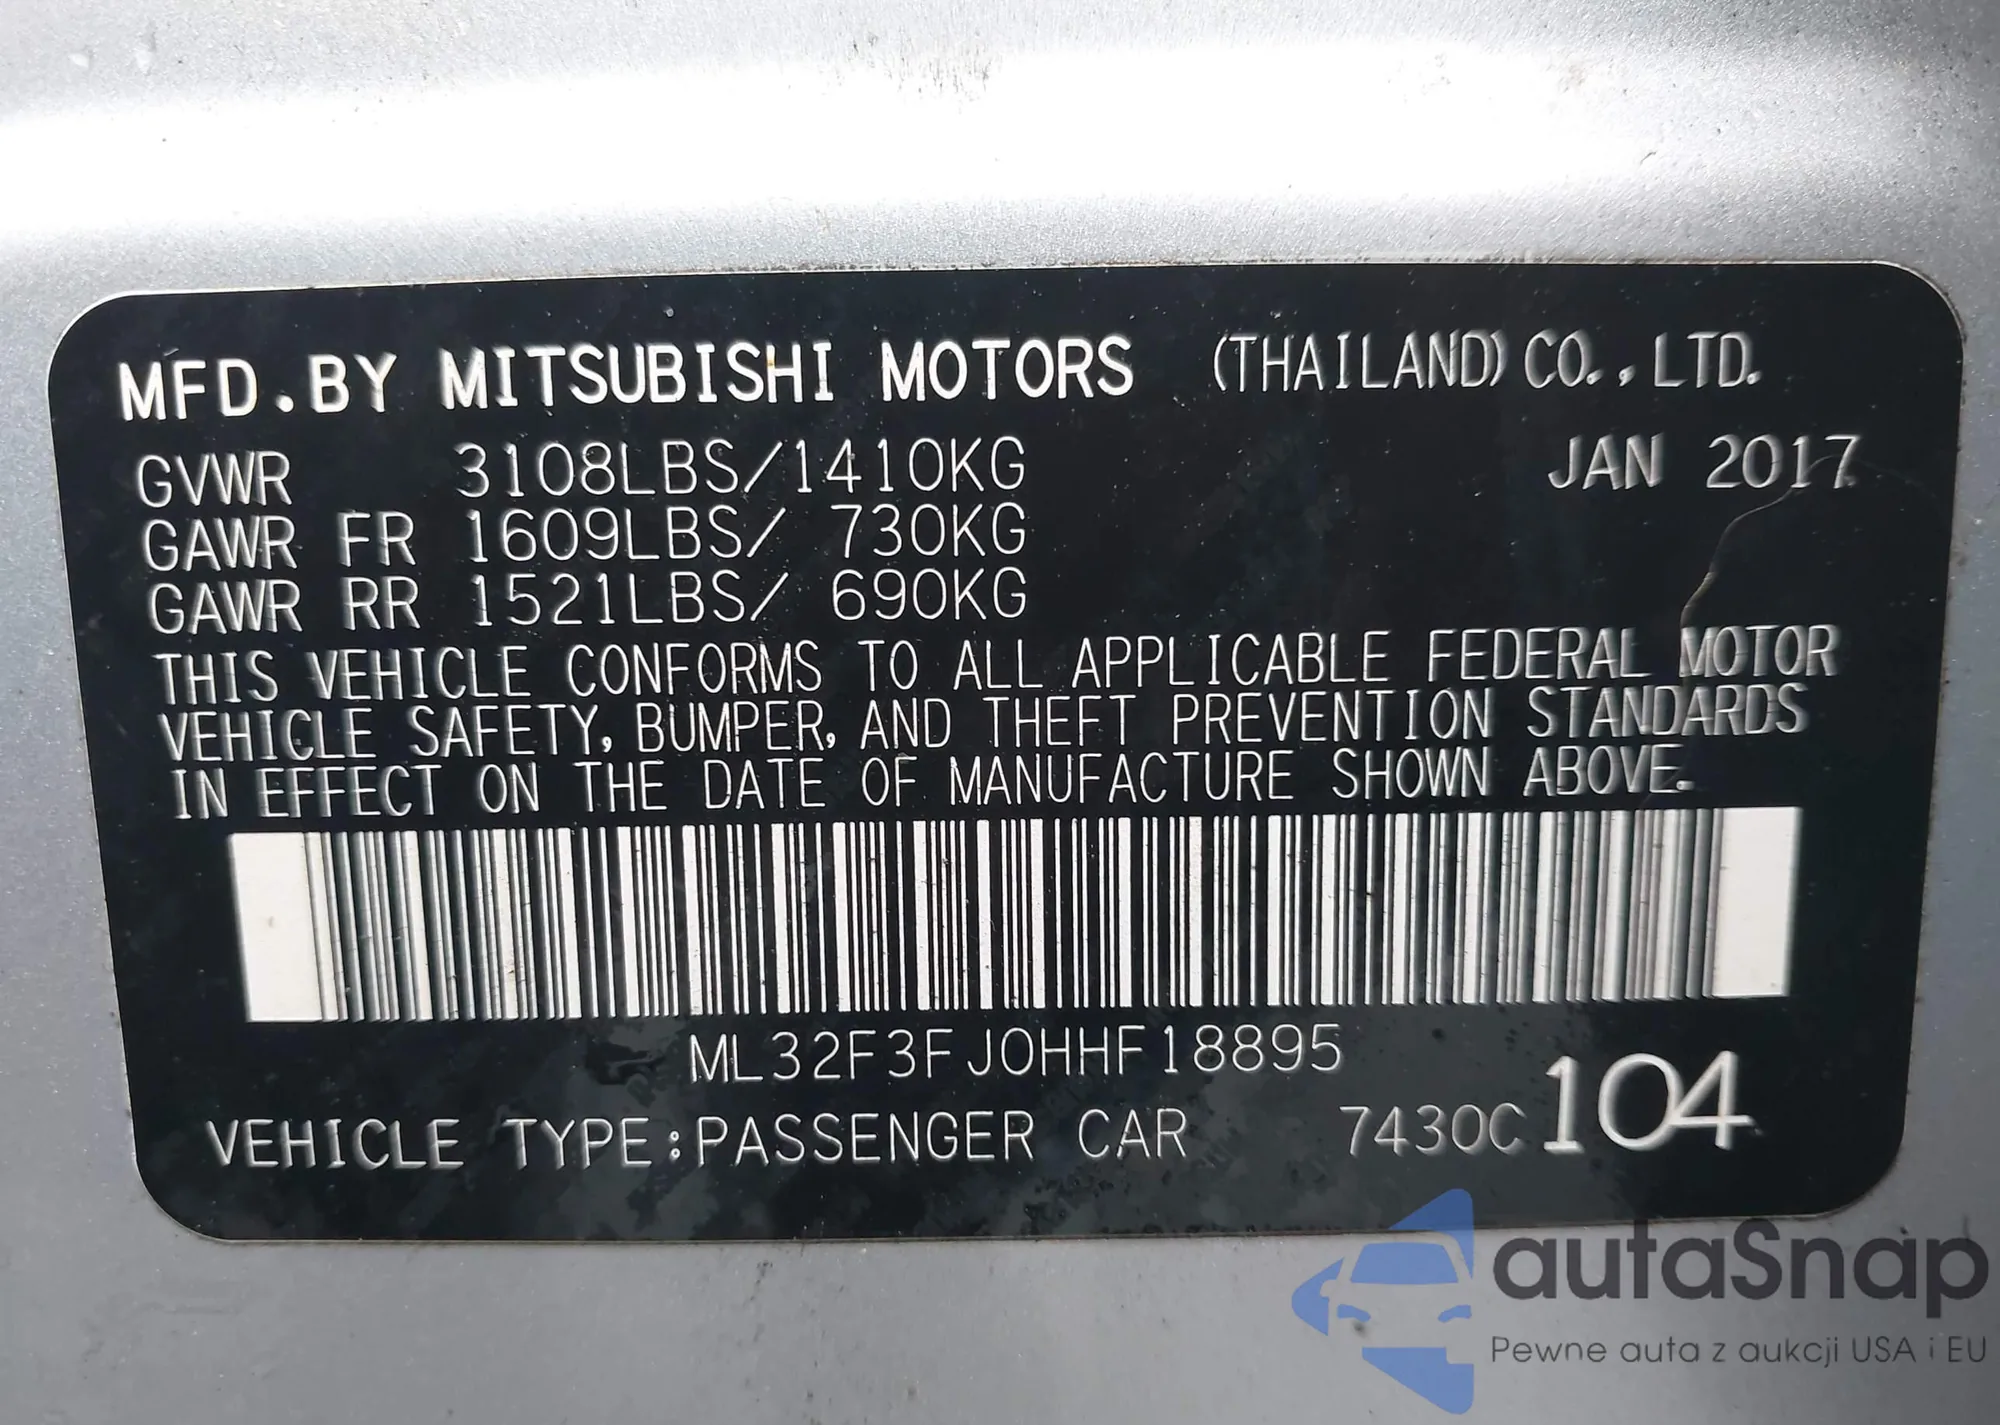 MFD.BY MITSUBISHI MOTORS (THAILAND) CO.,LTD.
GVWR 3108LBS/1410KG JAN 2017
GAWR FR 1609LBS/ 730KG
GAWR RR 1521LBS/ 690KG
THIS VEHICLE CONFORMS TO ALL APPLICABLE FEDERAL MOTOR
VEHICLE SAFETY, BUMPER, AND THEFT PREVENTION STANDARDS
IN EFFECT ON THE DATE OF MANUFACTURE SHOWN ABOVE.
ML32F3FJ0HHF18895
VEHICLE TYPE:PASSENGER CAR 7430C 104
autaSnap
Pewne auta z aukcji USA i EU